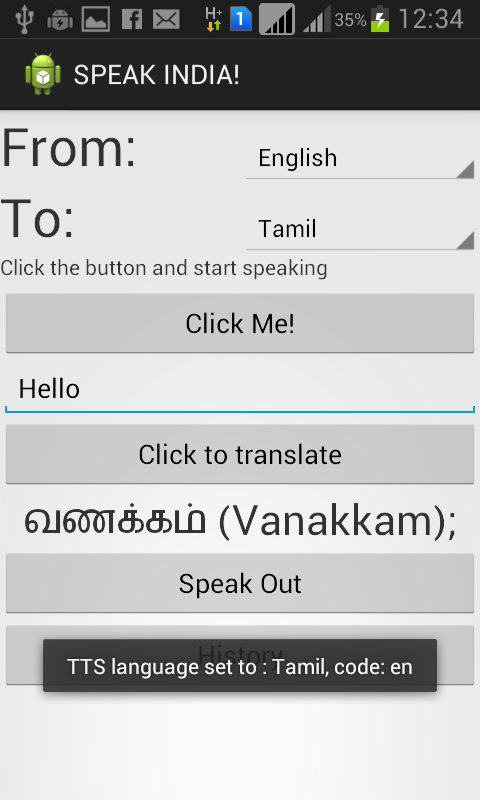 H+ 1 35% 12:34
SPEAK INDIA!
From: English
To: Tamil
Click the button and start speaking
Click Me!
Hello
Click to translate
வணக்கம் (Vanakkam);
Speak Out
History
TTS language set to : Tamil, code: en